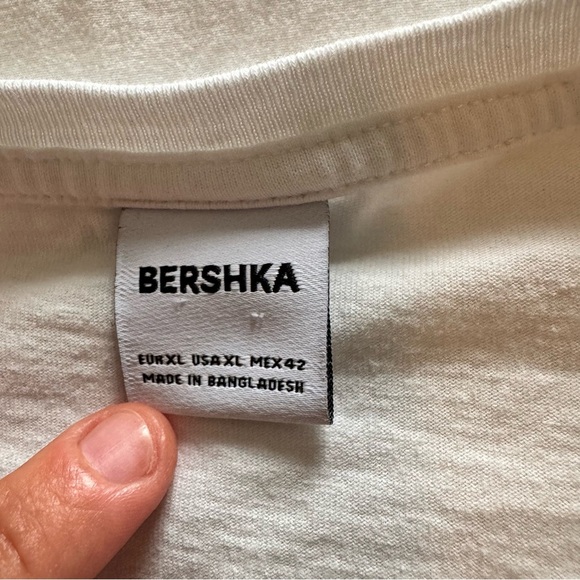 BERSHKA
EUR XL USA XL MEX 42
MADE IN BANGLADESH